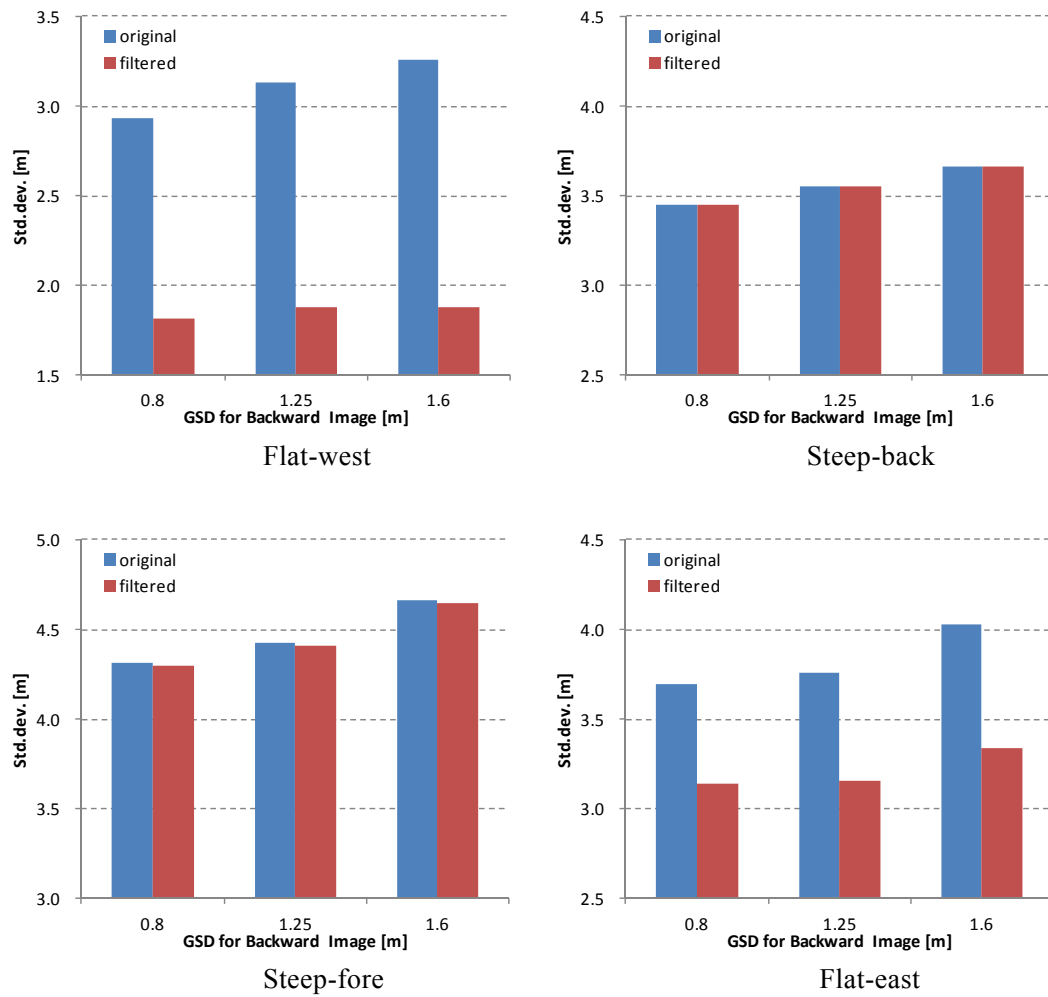 3.5
original
filtered
3.0
2.5
2.0
1.5
Std.dev. [m]
0.8 1.25 1.6
GSD for Backward Image [m]
Flat-west
4.5
original
filtered
4.0
3.5
3.0
2.5
Std.dev. [m]
0.8 1.25 1.6
GSD for Backward Image [m]
Steep-back
5.0
original
filtered
4.5
4.0
3.5
3.0
Std.dev. [m]
0.8 1.25 1.6
GSD for Backward Image [m]
Steep-fore
4.5
original
filtered
4.0
3.5
3.0
2.5
Std.dev. [m]
0.8 1.25 1.6
GSD for Backward Image [m]
Flat-east